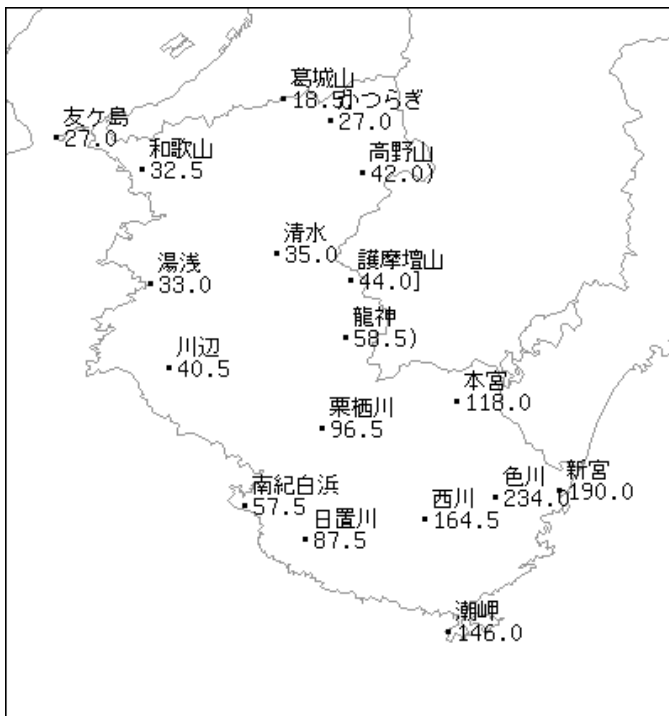 葛城山
18.5
かつらぎ
27.0
友ケ島
27.0
和歌山
32.5
高野山
42.0)
清水
35.0
護摩壇山
44.0]
湯浅
33.0
龍神
58.5)
川辺
40.5
本宮
118.0
栗栖川
96.5
南紀白浜
57.5
日置川
87.5
西川
164.5
色川
234.0
新宮
190.0
潮岬
146.0